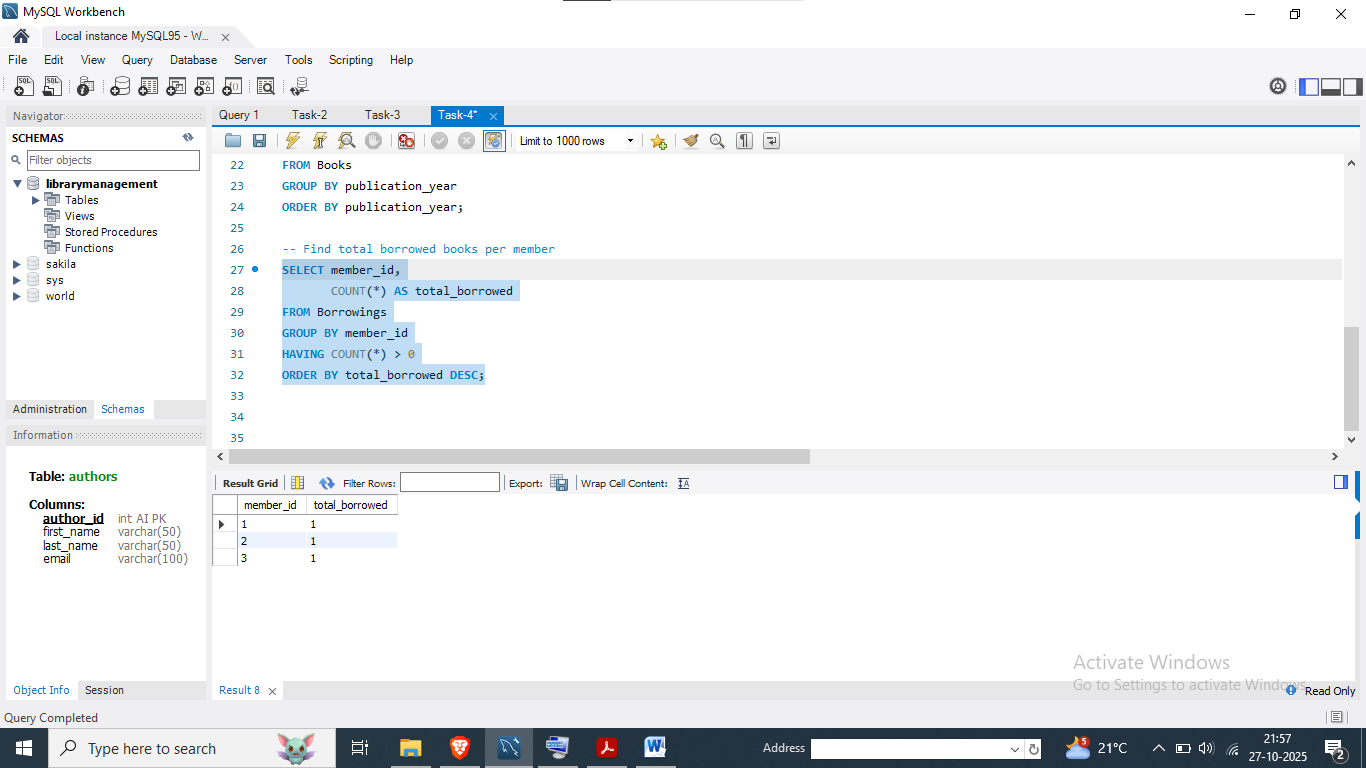 MySQL Workbench
Local instance MySQL95 - W...
File Edit View Query Database Server Tools Scripting Help
Navigator
SCHEMAS
Filter objects
librarymanagement
Tables
Views
Stored Procedures
Functions
sakila
sys
world
Administration Schemas
Information
Table: authors
Columns:
author_id int AI PK
first_name varchar(50)
last_name varchar(50)
email varchar(100)
Object Info Session
Query 1 Task-2 Task-3 Task-4*
Limit to 1000 rows
22 FROM Books
23 GROUP BY publication_year
24 ORDER BY publication_year;
25
26 -- Find total borrowed books per member
27 SELECT member_id,
28 COUNT(*) AS total_borrowed
29 FROM Borrowings
30 GROUP BY member_id
31 HAVING COUNT(*) > 0
32 ORDER BY total_borrowed DESC;
33
34
35
Result Grid Filter Rows: Export: Wrap Cell Content:
member_id total_borrowed
1 1
2 1
3 1
Activate Windows
Go to Settings to activate Windows.
Result 8 Read Only
Query Completed
Type here to search
Address
5
21°C
21:57
27-10-2025
2